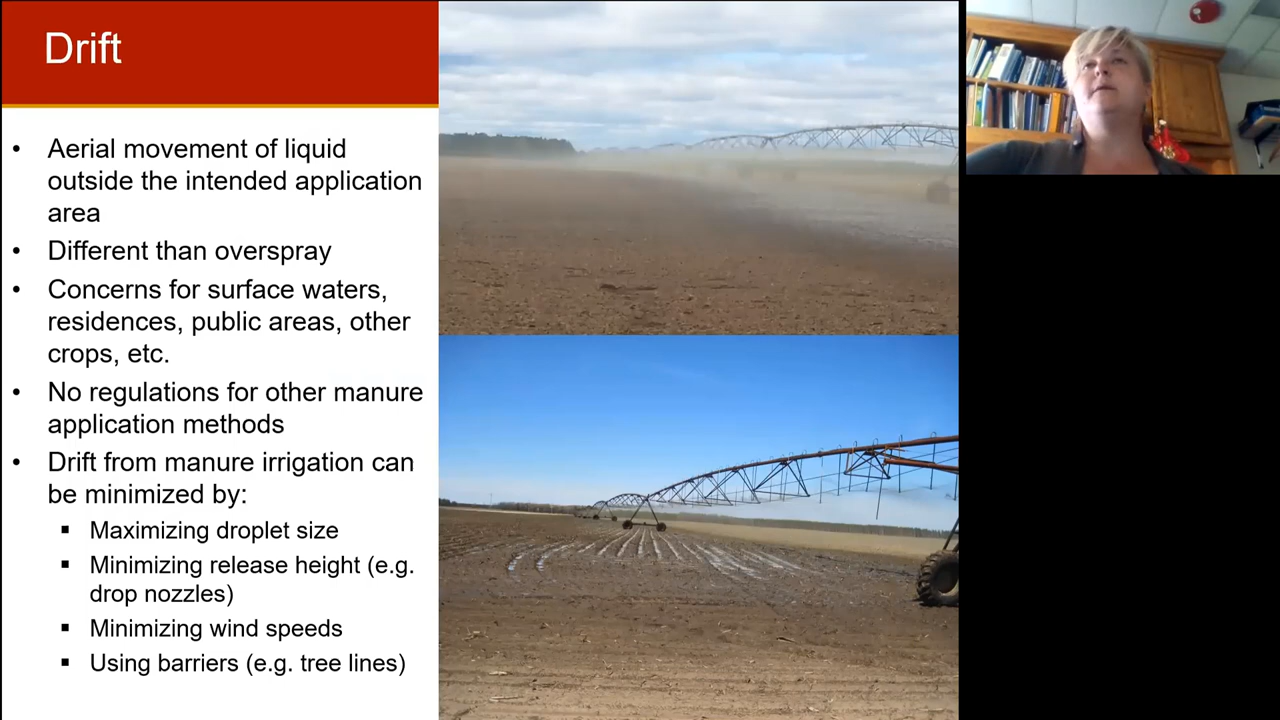 Drift
• Aerial movement of liquid
outside the intended application
area
• Different than overspray
• Concerns for surface waters,
residences, public areas, other
crops, etc.
• No regulations for other manure
application methods
• Drift from manure irrigation can
be minimized by:
▪ Maximizing droplet size
▪ Minimizing release height (e.g.
drop nozzles)
▪ Minimizing wind speeds
▪ Using barriers (e.g. tree lines)